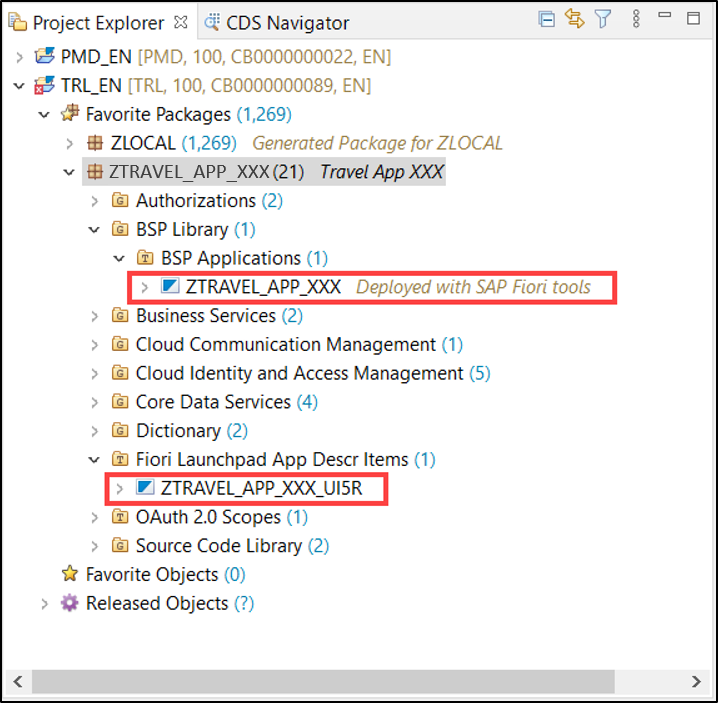 Project Explorer CDS Navigator
PMD_EN [PMD, 100, CB0000000022, EN]
TRL_EN [TRL, 100, CB0000000089, EN]
Favorite Packages (1,269)
ZLOCAL (1,269) Generated Package for ZLOCAL
ZTRAVEL_APP_XXX (21) Travel App XXX
Authorizations (2)
BSP Library (1)
BSP Applications (1)
ZTRAVEL_APP_XXX Deployed with SAP Fiori tools
Business Services (2)
Cloud Communication Management (1)
Cloud Identity and Access Management (5)
Core Data Services (4)
Dictionary (2)
Fiori Launchpad App Descr Items (1)
ZTRAVEL_APP_XXX_UI5R
OAuth 2.0 Scopes (1)
Source Code Library (2)
Favorite Objects (0)
Released Objects (?)